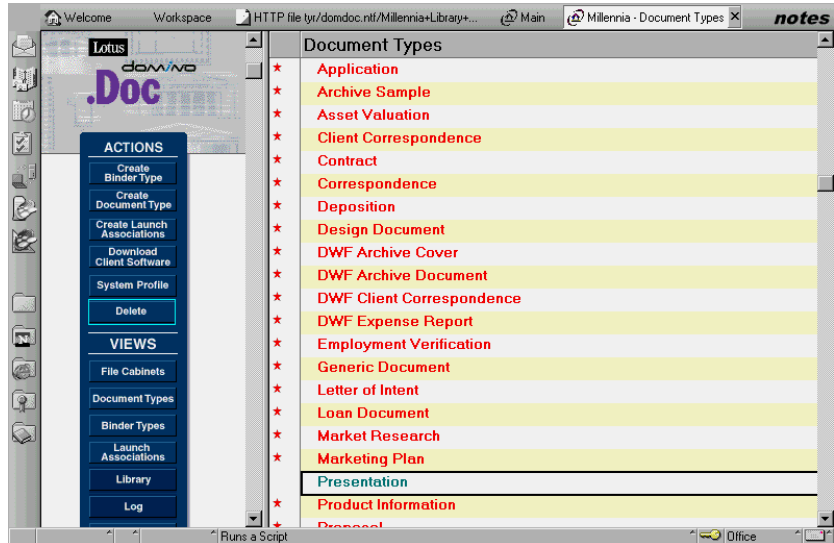 Welcome
Workspace
HTTP file tyr/domdoc.ntf/Millennia+Library+...
Main
Millennia - Document Types
notes
Lotus
domino
.Doc
ACTIONS
Create
Binder Type
Create
Document Type
Create Launch
Associations
Download
Client Software
System Profile
Delete
VIEWS
File Cabinets
Document Types
Binder Types
Launch
Associations
Library
Log
Document Types
Application
Archive Sample
Asset Valuation
Client Correspondence
Contract
Correspondence
Deposition
Design Document
DWF Archive Cover
DWF Archive Document
DWF Client Correspondence
DWF Expense Report
Employment Verification
Generic Document
Letter of Intent
Loan Document
Market Research
Marketing Plan
Presentation
Product Information
Proposal
Runs a Script
Office